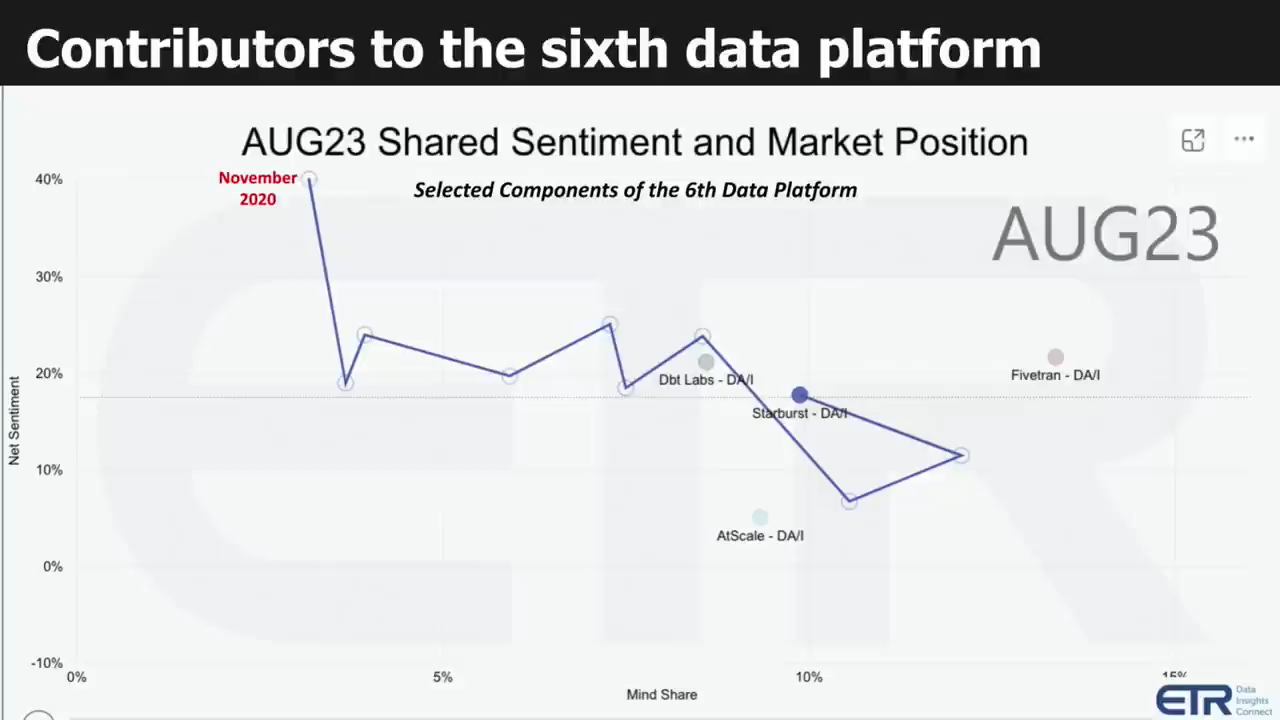 Contributors to the sixth data platform
AUG23 Shared Sentiment and Market Position
Selected Components of the 6th Data Platform
AUG23
November
2020
40%
30%
20%
10%
0%
-10%
Net Sentiment
Dbt Labs - DA/I
Fivetran - DA/I
Starburst - DA/I
AtScale - DA/I
0%
5%
10%
15%
Mind Share
ETR
Data
Insights
Connect